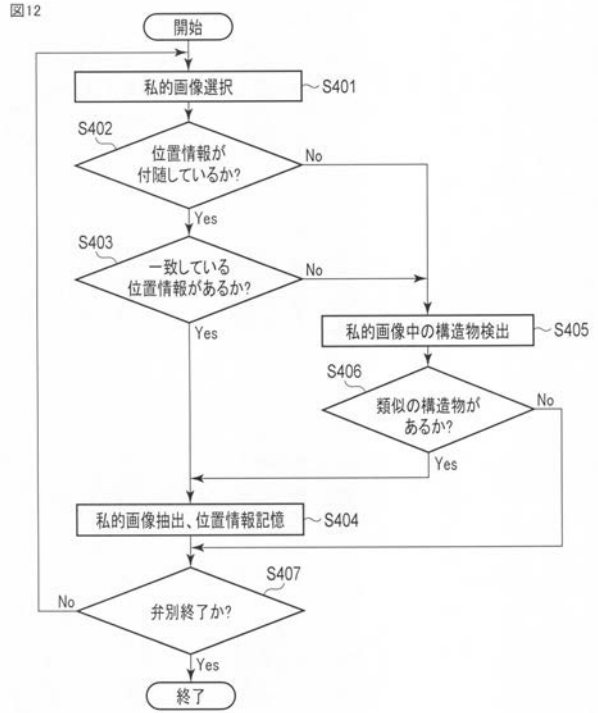 図12
開始
私的画像選択
S401
S402
位置情報が
付随しているか?
No
Yes
S403
一致している
位置情報があるか?
No
Yes
私的画像中の構造物検出
S405
S406
類似の構造物が
あるか?
No
Yes
私的画像抽出、位置情報記憶
S404
S407
弁別終了か?
No
Yes
終了